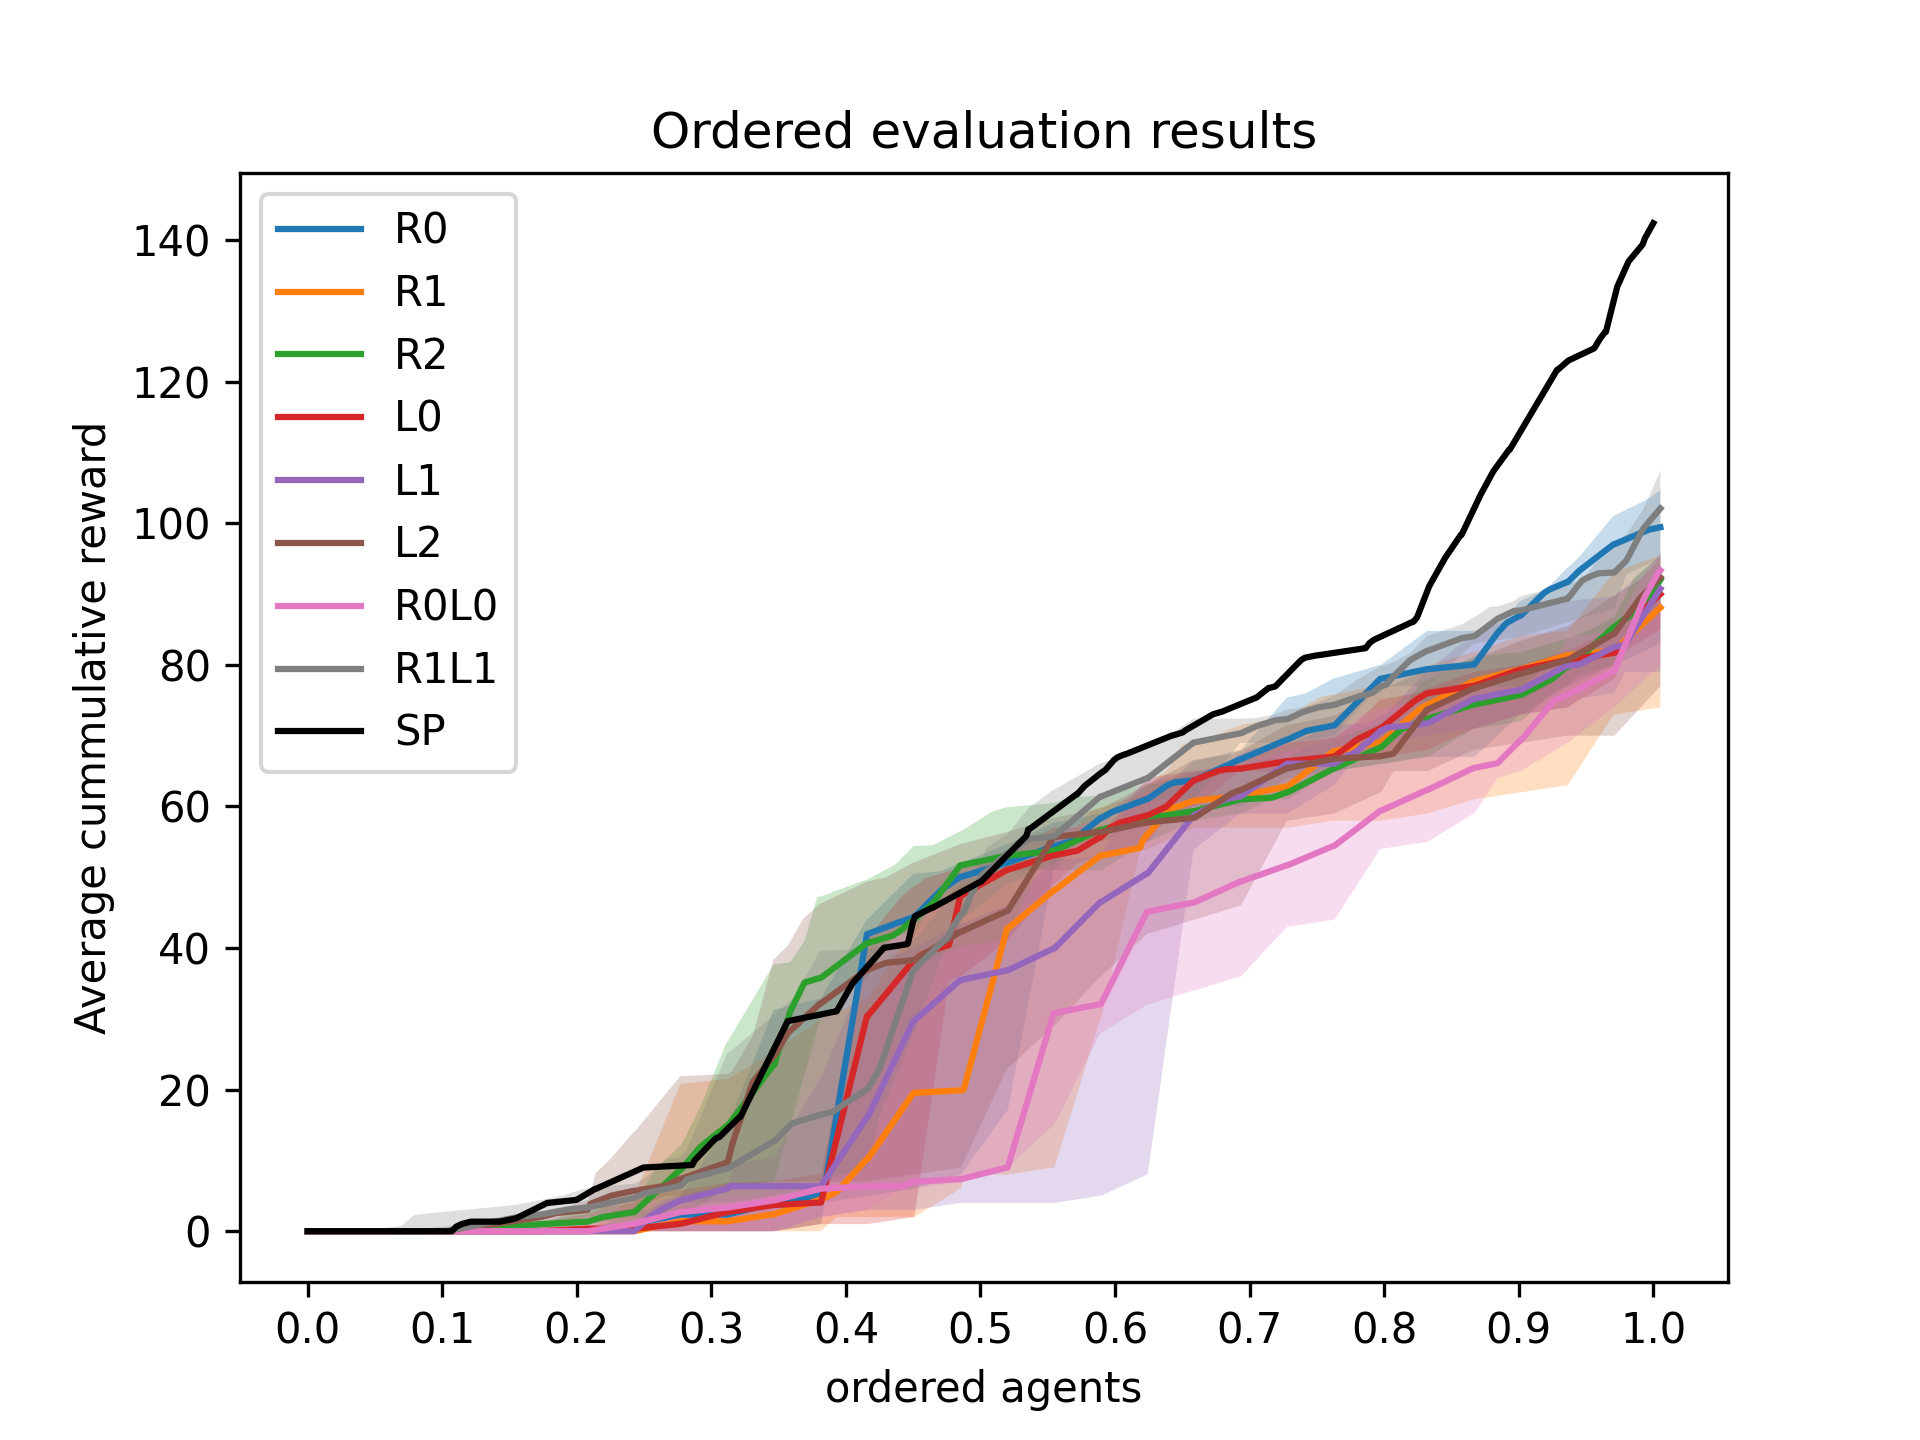 Ordered evaluation results
R0
R1
R2
L0
L1
L2
R0L0
R1L1
SP
Average cummulative reward
140
120
100
80
60
40
20
0
0.0 0.1 0.2 0.3 0.4 0.5 0.6 0.7 0.8 0.9 1.0
ordered agents